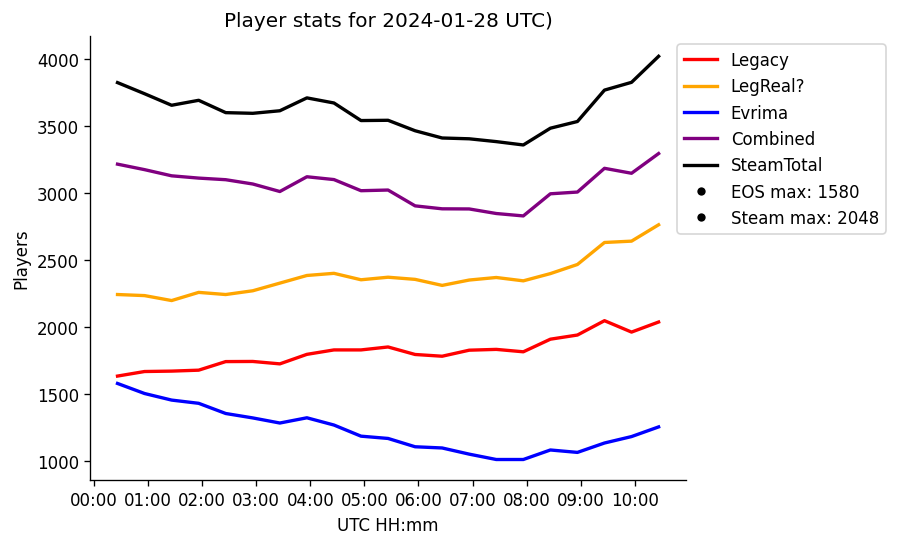 Player stats for 2024-01-28 UTC)
Players
4000
3500
3000
2500
2000
1500
1000
00:00 01:00 02:00 03:00 04:00 05:00 06:00 07:00 08:00 09:00 10:00
UTC HH:mm
Legacy
LegReal?
Evrima
Combined
SteamTotal
EOS max: 1580
Steam max: 2048